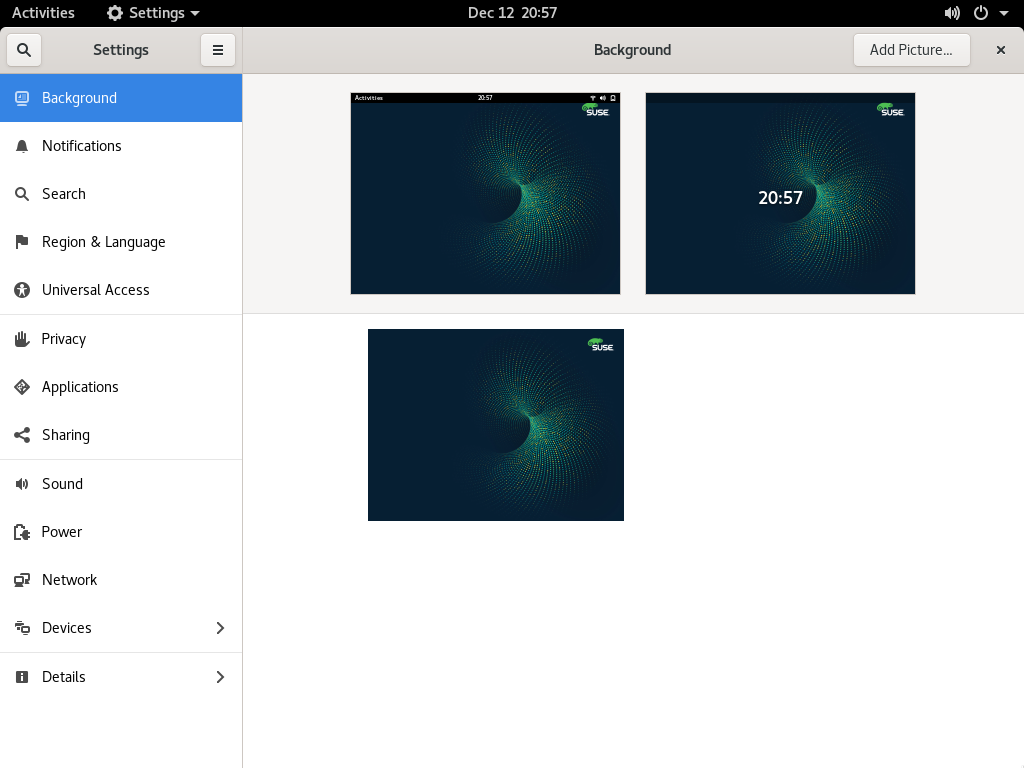 Activities Settings Dec 12 20:57
Settings Background Add Picture...
Background
Notifications
Search
Region & Language
Universal Access
Privacy
Applications
Sharing
Sound
Power
Network
Devices
Details
Activities 20:57
SUSE
SUSE
20:57
SUSE